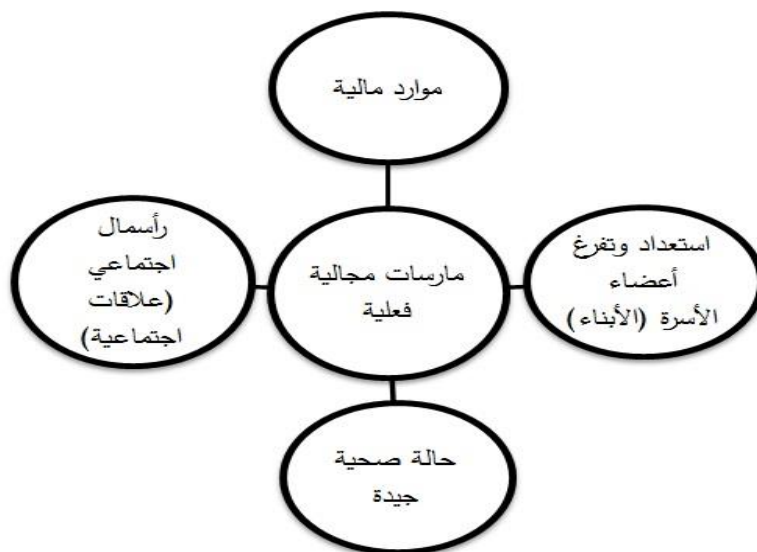 موارد مالية
استعداد وتفرغ
أعضاء
الأسرة (الأبناء)
مارسات مجالية
فعلية
رأسمال
اجتماعي
(علاقات
اجتماعية)
حالة صحية
جيدة